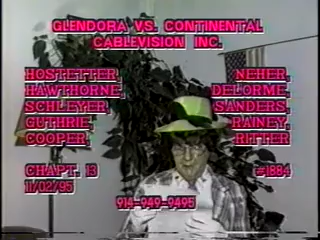 GLENDORA VS. CONTINENTAL
CABLEVISION INC.
HOSTETTER, NEHER,
HAWTHORNE, DELORME,
SCHLEYER, SANDERS,
GUTHRIE, RAINEY,
COOPER, RITTER
CHAPT. 13 #1884
11/02/95
914-949-9495